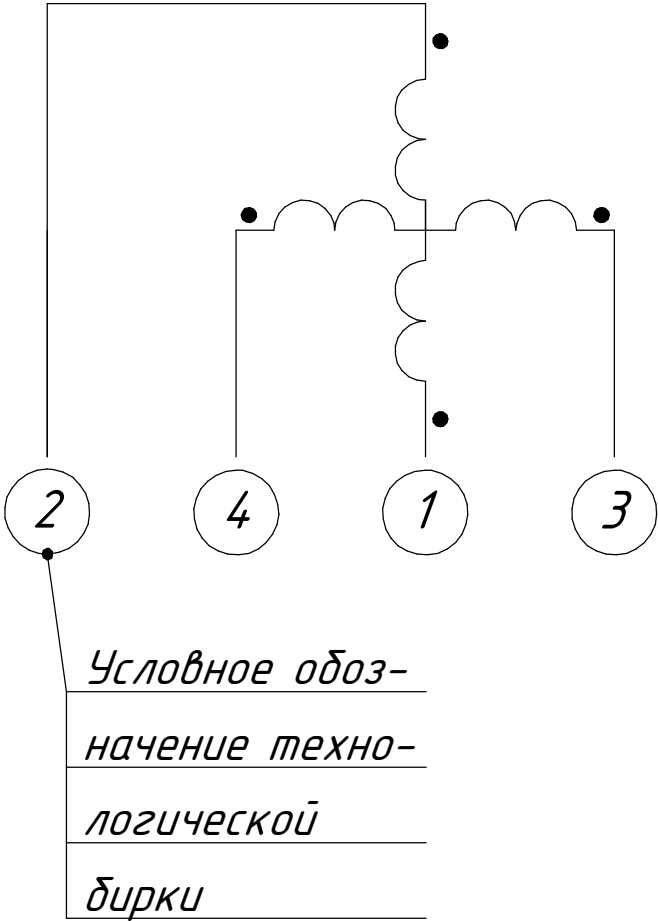 2 4 1 3
Условное обоз-
начение техно-
логической
бирки